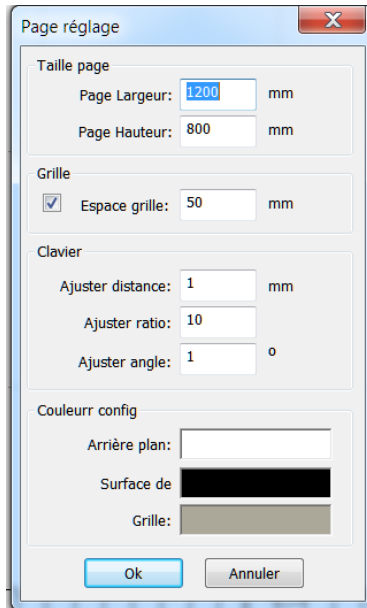 Page réglage
Taille page
Page Largeur: 1200 mm
Page Hauteur: 800 mm
Grille
Espace grille: 50 mm
Clavier
Ajuster distance: 1 mm
Ajuster ratio: 10
Ajuster angle: 1 o
Couleurr config
Arrière plan:
Surface de
Grille:
Ok Annuler